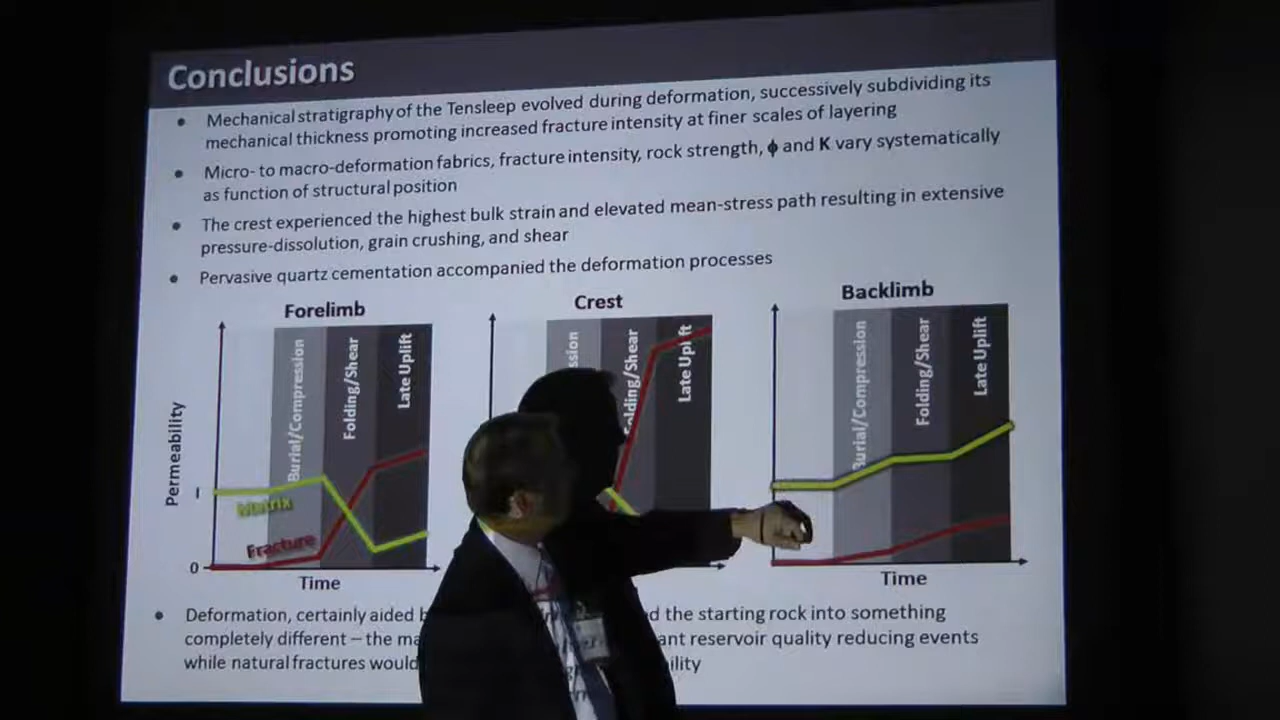 Conclusions
Mechanical stratigraphy of the Tensleep evolved during deformation, successively subdividing its
mechanical thickness promoting increased fracture intensity at finer scales of layering
Micro- to macro-deformation fabrics, fracture intensity, rock strength, ϕ and K vary systematically
as function of structural position
The crest experienced the highest bulk strain and elevated mean-stress path resulting in extensive
pressure-dissolution, grain crushing, and shear
Pervasive quartz cementation accompanied the deformation processes
Forelimb
Crest
Backlimb
Permeability
1
0
Burial/Compression
Folding/Shear
Late Uplift
Matrix
Fracture
Time
ssion
olding/Shear
Late Uplift
Burial/Compression
Folding/Shear
Late Uplift
Time
Deformation, certainly aided b d the starting rock into something
completely different – the ma ant reservoir quality reducing events
while natural fractures would ility